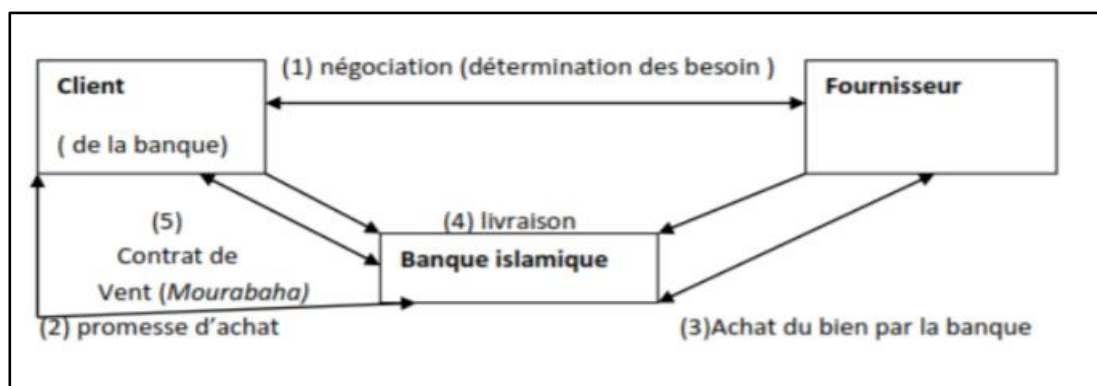 (1) négociation (détermination des besoin )
Client
( de la banque)
Fournisseur
(5)
Contrat de
Vent (Mourabaha)
(4) livraison
Banque islamique
(2) promesse d’achat
(3)Achat du bien par la banque